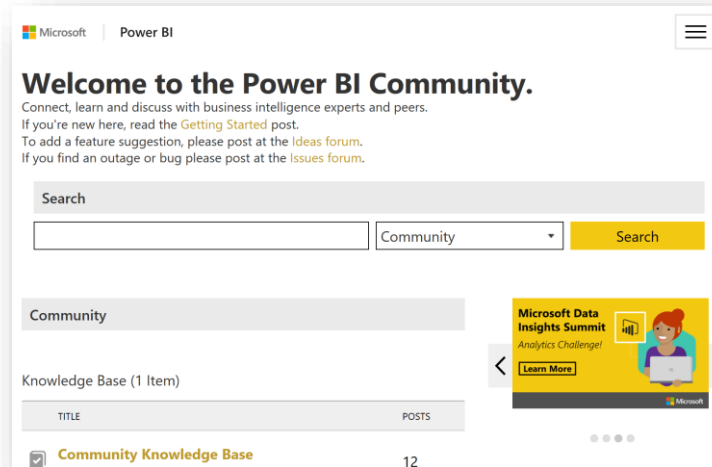 Microsoft Power BI
Welcome to the Power BI Community.
Connect, learn and discuss with business intelligence experts and peers.
If you're new here, read the Getting Started post.
To add a feature suggestion, please post at the Ideas forum.
If you find an outage or bug please post at the Issues forum.
Search
Community Search
Community
Knowledge Base (1 Item)
TITLE POSTS
Community Knowledge Base 12
Microsoft Data
Insights Summit
Analytics Challenge!
Learn More
Microsoft